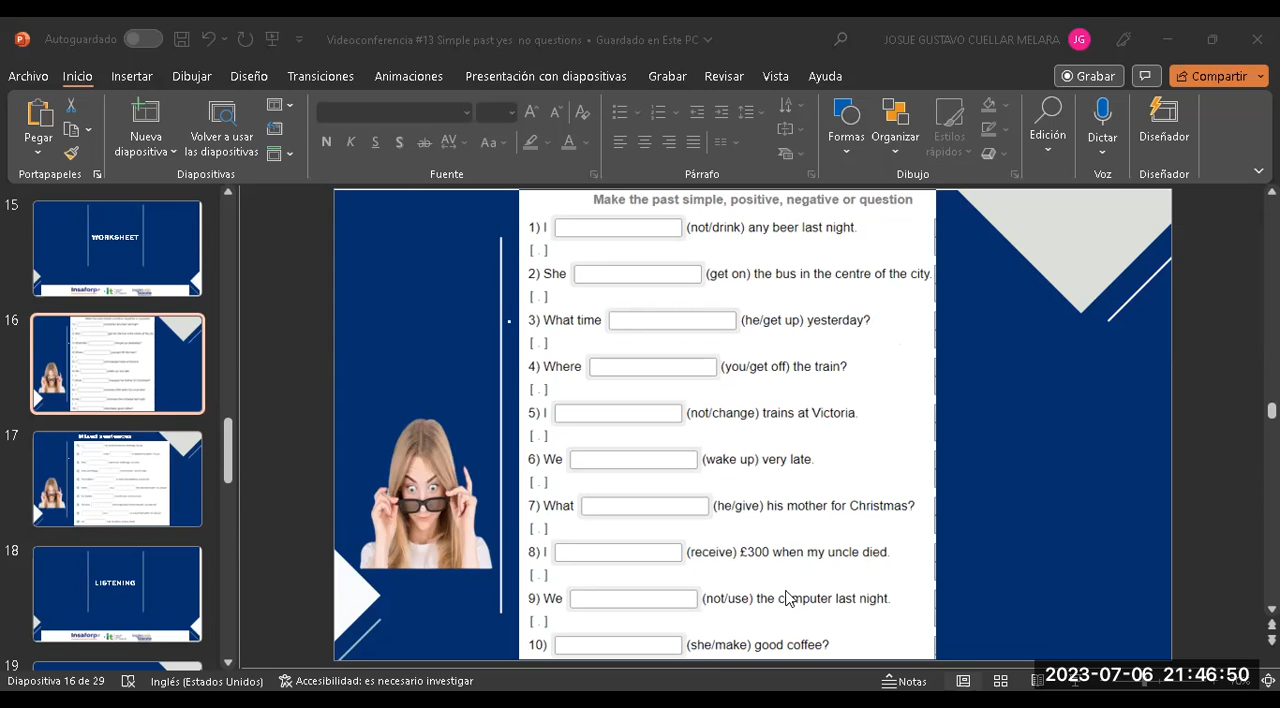 Autoguardado
Videoconferencia #13 Simple past yes no questions • Guardado en Este PC
JOSUE GUSTAVO CUELLAR MELARA
JG
Archivo Inicio Insertar Dibujar Diseño Transiciones Animaciones Presentación con diapositivas Grabar Revisar Vista Ayuda
Grabar
Compartir
Pegar
Nueva diapositiva
Volver a usar las diapositivas
N K S S ab AV Aa A
Formas
Organizar
Estilos rápidos
Edición
Dictar
Diseñador
Portapapeles
Diapositivas
Fuente
Párrafo
Dibujo
Voz
Diseñador
15
WORKSHEET
Insaforp
16
17
Mixed sentences
18
LISTENING
Insaforp
19
Make the past simple, positive, negative or question
1) I (not/drink) any beer last night.
[ . ]
2) She (get on) the bus in the centre of the city.
[ . ]
3) What time (he/get up) yesterday?
[ . ]
4) Where (you/get off) the train?
[ . ]
5) I (not/change) trains at Victoria.
[ . ]
6) We (wake up) very late.
[ . ]
7) What (he/give) his mother for Christmas?
[ . ]
8) I (receive) £300 when my uncle died.
[ . ]
9) We (not/use) the computer last night.
[ . ]
10) (she/make) good coffee?
Diapositiva 16 de 29
Inglés (Estados Unidos)
Accesibilidad: es necesario investigar
Notas
2023-07-06 21:46:50